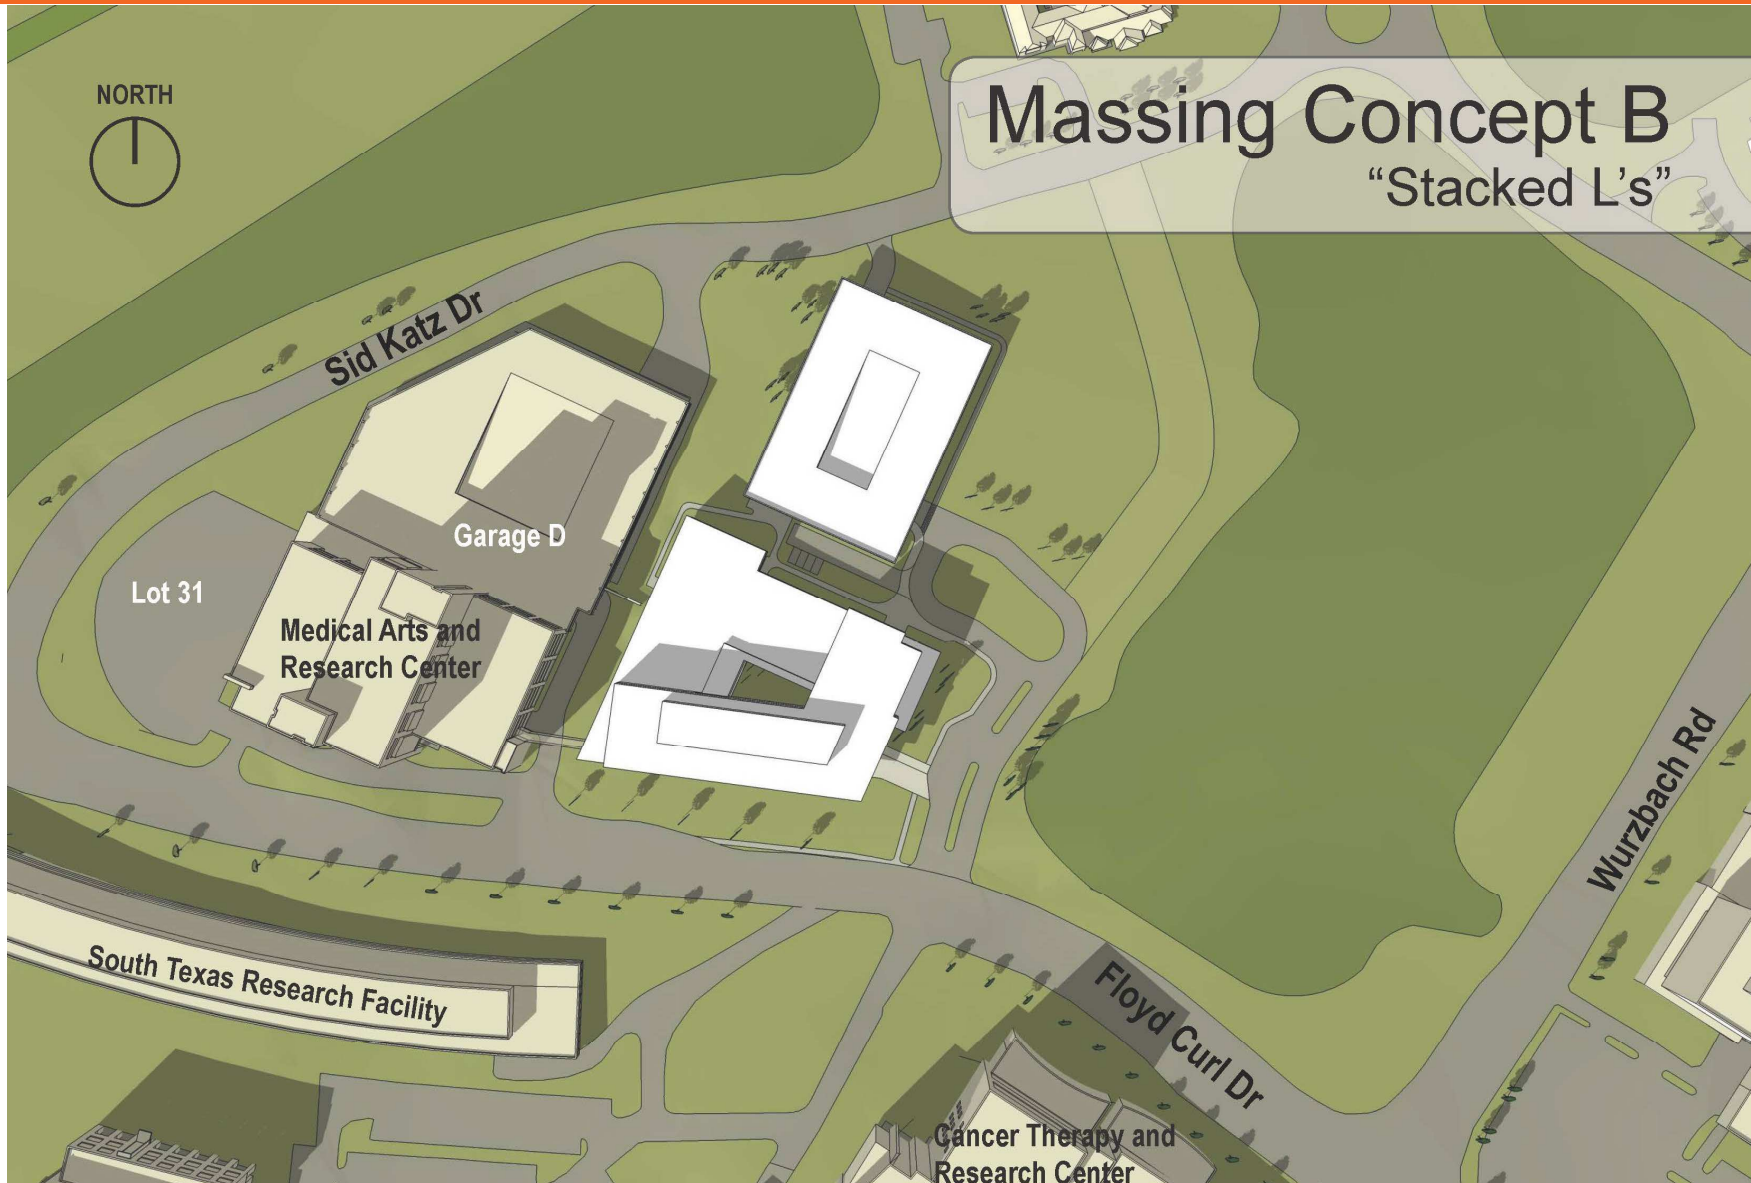 NORTH
Massing Concept B
“Stacked L’s”
Sid Katz Dr
Garage D
Lot 31
Medical Arts and
Research Center
Wurzbach Rd
South Texas Research Facility
Floyd Curl Dr
Cancer Therapy and
Research Center